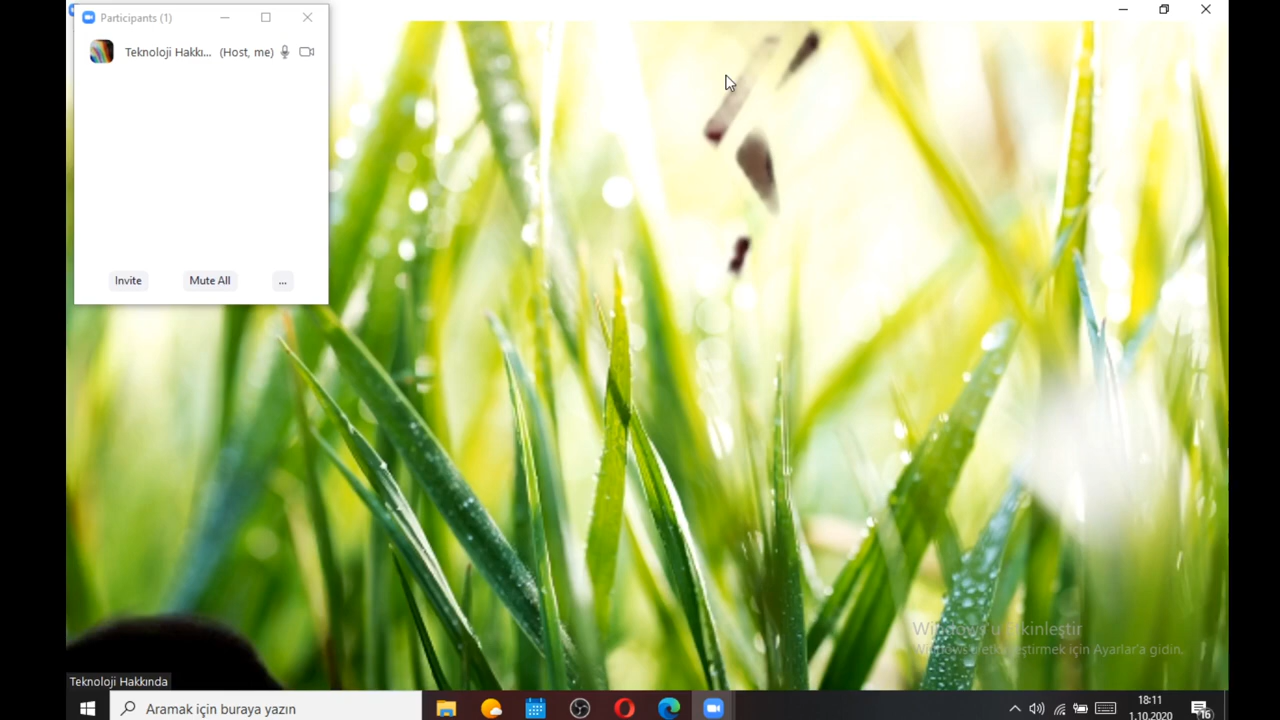 Participants (1)
Teknoloji Hakkı... (Host, me)
Invite
Mute All
...
Windows'u Etkinleştir
Windows'u etkinleştirmek için Ayarlar'a gidin.
Teknoloji Hakkında
Aramak için buraya yazın
18:11
1.10.2020
16